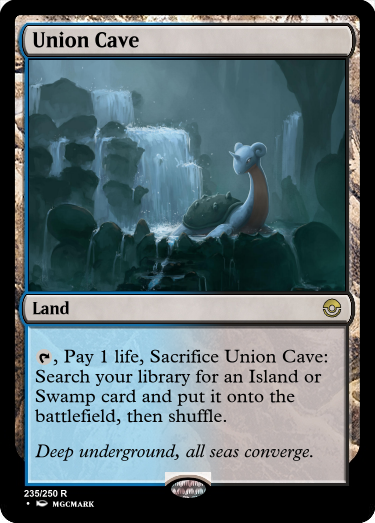 Union Cave
Land
, Pay 1 life, Sacrifice Union Cave:
Search your library for an Island or
Swamp card and put it onto the
battlefield, then shuffle.
Deep underground, all seas converge.
235/250 R
• MGCMARK